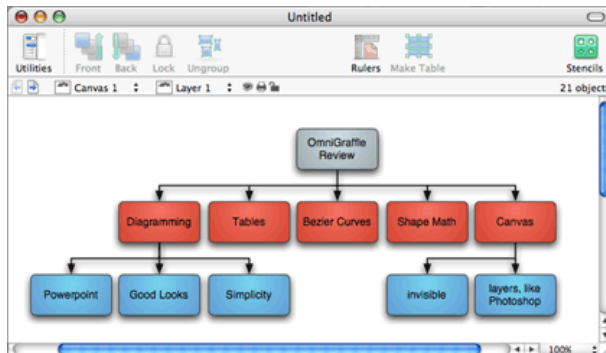 Untitled
Utilities Front Back Lock Ungroup Rulers Make Table Stencils
Canvas 1 Layer 1 21 object
OmniGraffle
Review
Diagramming Tables Bezier Curves Shape Math Canvas
Powerpoint Good Looks Simplicity invisible layers, like
Photoshop
100%